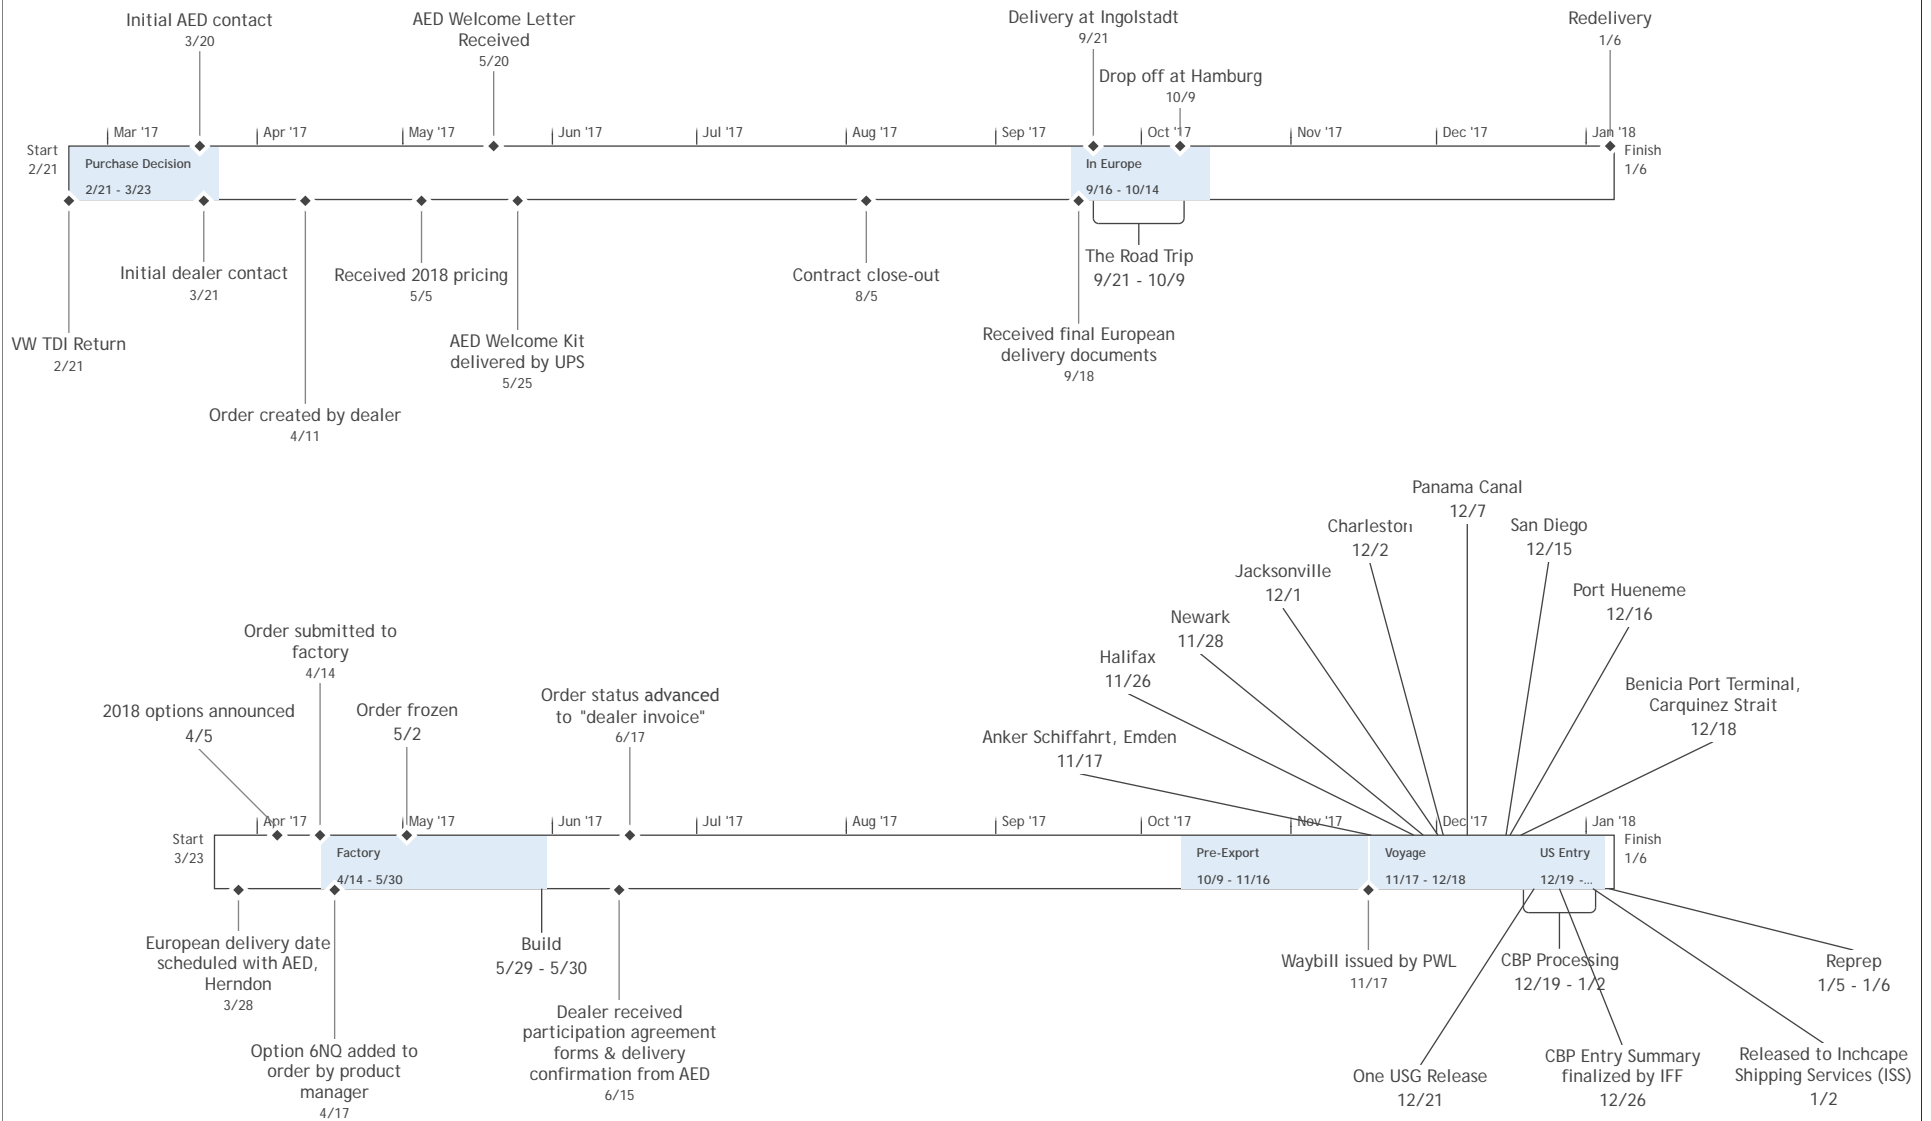 Initial AED contact
3/20
AED Welcome Letter
Received
5/20
Delivery at Ingolstadt
9/21
Drop off at Hamburg
10/9
Redelivery
1/6
Mar '17
Apr '17
May '17
Jun '17
Jul '17
Aug '17
Sep '17
Oct '17
Nov '17
Dec '17
Jan '18
Start
2/21
Purchase Decision
2/21 - 3/23
In Europe
9/16 - 10/14
Finish
1/6
The Road Trip
9/21 - 10/9
Initial dealer contact
3/21
Received 2018 pricing
5/5
Contract close-out
8/5
VW TDI Return
2/21
AED Welcome Kit
delivered by UPS
5/25
Received final European
delivery documents
9/18
Order created by dealer
4/11
Panama Canal
12/7
Charleston
12/2
San Diego
12/15
Jacksonville
12/1
Port Hueneme
12/16
Newark
11/28
Order submitted to
factory
4/14
Halifax
11/26
Benicia Port Terminal,
Carquinez Strait
12/18
2018 options announced
4/5
Order frozen
5/2
Order status advanced
to "dealer invoice"
6/17
Anker Schiffahrt, Emden
11/17
Apr '17
May '17
Jun '17
Jul '17
Aug '17
Sep '17
Oct '17
Nov '17
Dec '17
Jan '18
Start
3/23
Factory
4/14 - 5/30
Pre-Export
10/9 - 11/16
Voyage
11/17 - 12/18
US Entry
12/19 -...
Finish
1/6
European delivery date
scheduled with AED,
Herndon
3/28
Build
5/29 - 5/30
Waybill issued by PWL
11/17
CBP Processing
12/19 - 1/2
Reprep
1/5 - 1/6
Option 6NQ added to
order by product
manager
4/17
Dealer received
participation agreement
forms & delivery
confirmation from AED
6/15
One USG Release
12/21
CBP Entry Summary
finalized by IFF
12/26
Released to Inchcape
Shipping Services (ISS)
1/2